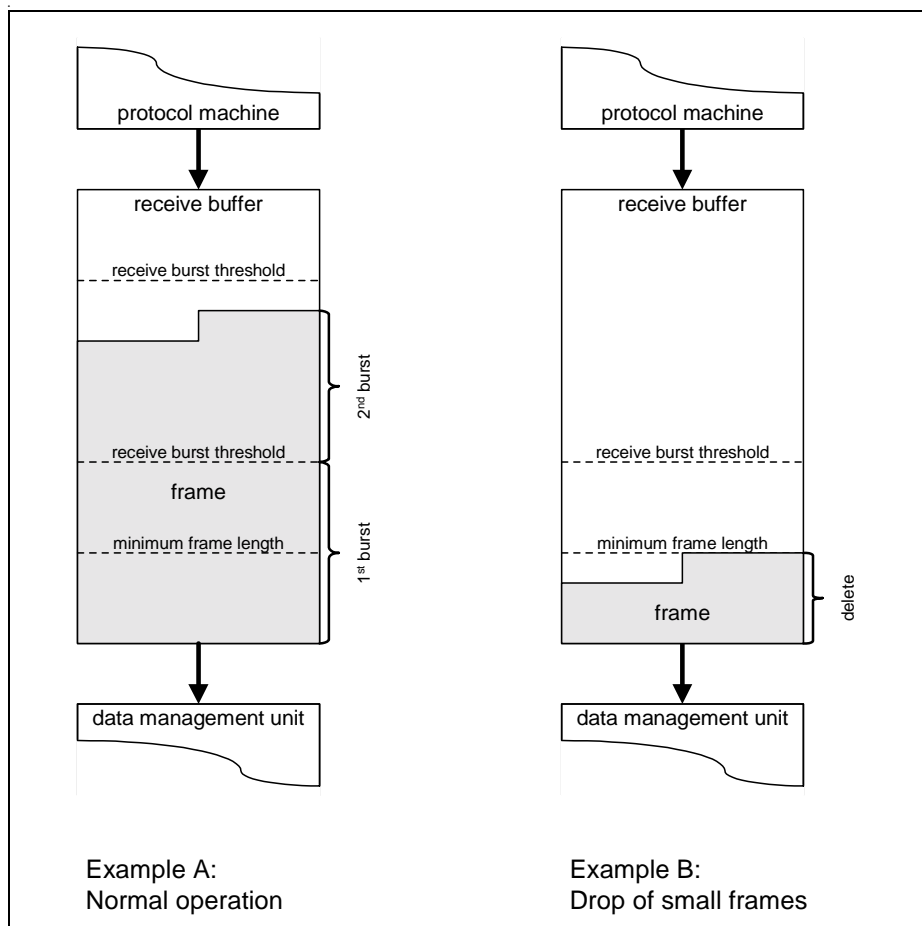 protocol machine
receive buffer
receive burst threshold
2nd burst
receive burst threshold
frame
minimum frame length
1st burst
data management unit
Example A:
Normal operation
protocol machine
receive buffer
receive burst threshold
minimum frame length
frame
delete
data management unit
Example B:
Drop of small frames